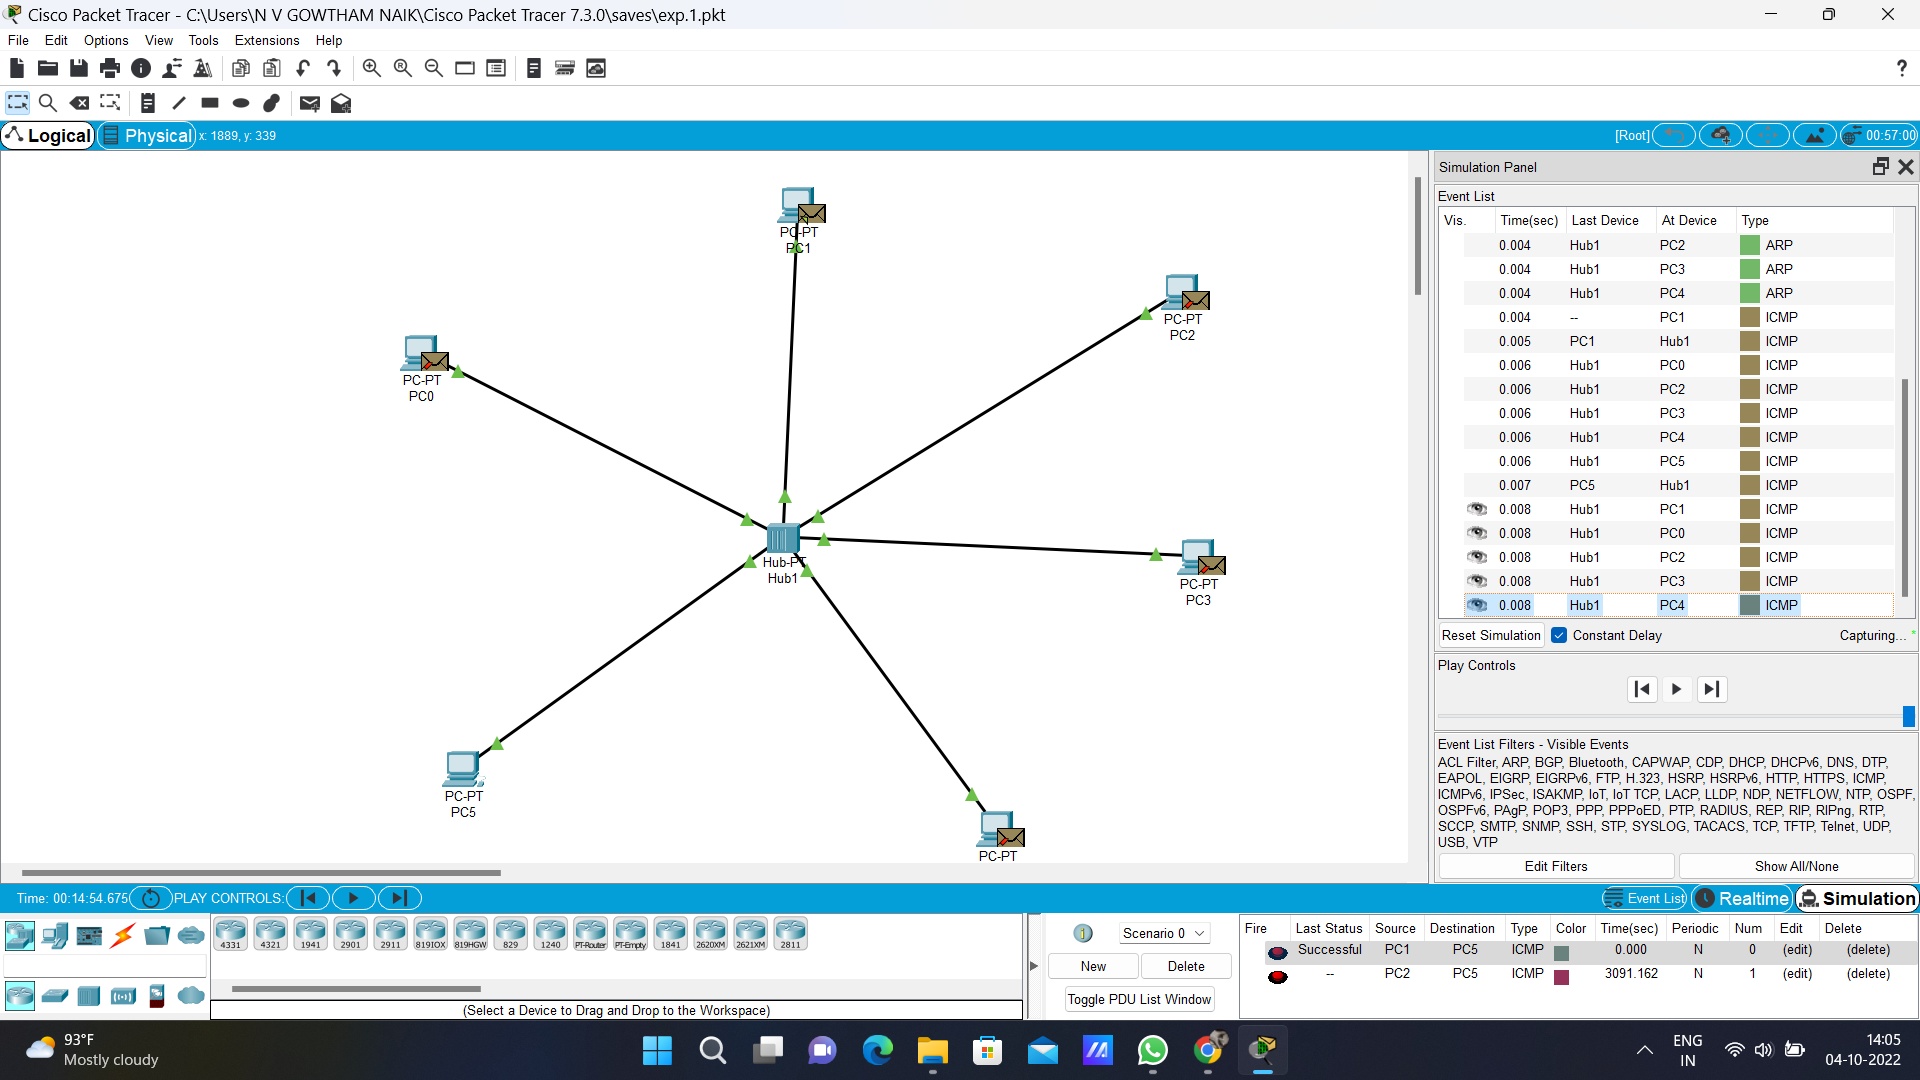 Cisco Packet Tracer - C:\Users\N V GOWTHAM NAIK\Cisco Packet Tracer 7.3.0\saves\exp.1.pkt
File Edit Options View Tools Extensions Help
?
Logical Physical x: 1889, y: 339 [Root] 00:57:00
PC-PT
PC1
PC-PT
PC2
PC-PT
PC0
Hub-PT
Hub1
PC-PT
PC3
PC-PT
PC5
PC-PT
Simulation Panel
Event List
Vis. Time(sec) Last Device At Device Type
0.004 Hub1 PC2 ARP
0.004 Hub1 PC3 ARP
0.004 Hub1 PC4 ARP
0.004 -- PC1 ICMP
0.005 PC1 Hub1 ICMP
0.006 Hub1 PC0 ICMP
0.006 Hub1 PC2 ICMP
0.006 Hub1 PC3 ICMP
0.006 Hub1 PC4 ICMP
0.006 Hub1 PC5 ICMP
0.007 PC5 Hub1 ICMP
0.008 Hub1 PC1 ICMP
0.008 Hub1 PC0 ICMP
0.008 Hub1 PC2 ICMP
0.008 Hub1 PC3 ICMP
0.008 Hub1 PC4 ICMP
Reset Simulation Constant Delay Capturing...
Play Controls
Event List Filters - Visible Events
ACL Filter, ARP, BGP, Bluetooth, CAPWAP, CDP, DHCP, DHCPv6, DNS, DTP,
EAPOL, EIGRP, EIGRPv6, FTP, H.323, HSRP, HSRPv6, HTTP, HTTPS, ICMP,
ICMPv6, IPSec, ISAKMP, IoT, IoT TCP, LACP, LLDP, NDP, NETFLOW, NTP, OSPF,
OSPFv6, PAgP, POP3, PPP, PPPoED, PTP, RADIUS, REP, RIP, RIPng, RTP,
SCCP, SMTP, SNMP, SSH, STP, SYSLOG, TACACS, TCP, TFTP, Telnet, UDP,
USB, VTP
Edit Filters Show All/None
Time: 00:14:54.675 PLAY CONTROLS: Event List Realtime Simulation
4331 4321 1941 2901 2911 819IOX 819HGW 829 1240 PT-Router PT-Empty 1841 2620XM 2621XM 2811
(Select a Device to Drag and Drop to the Workspace)
1 Scenario 0
New Delete
Toggle PDU List Window
Fire Last Status Source Destination Type Color Time(sec) Periodic Num Edit Delete
Successful PC1 PC5 ICMP 0.000 N 0 (edit) (delete)
-- PC2 PC5 ICMP 3091.162 N 1 (edit) (delete)
93°F
Mostly cloudy
ENG
IN
14:05
04-10-2022